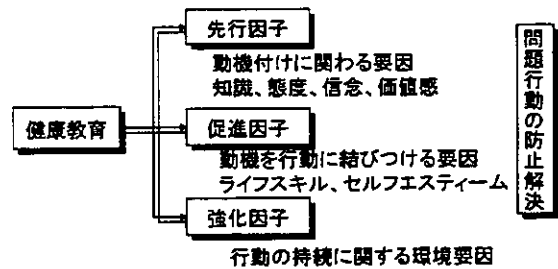 先行因子
動機付けに関わる要因
知識、態度、信念、価値感
健康教育
促進因子
動機を行動に結びつける要因
ライフスキル、セルフエスティーム
強化因子
行動の持続に関する環境要因
問題行動の防止解決